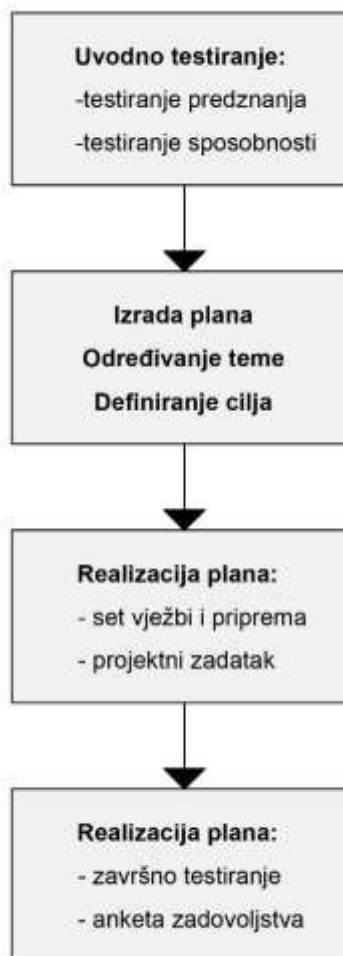 Uvodno testiranje:
-testiranje predznanja
-testiranje sposobnosti
Izrada plana
Određivanje teme
Definiranje cilja
Realizacija plana:
- set vježbi i priprema
- projektni zadatak
Realizacija plana:
- završno testiranje
- anketa zadovoljstva